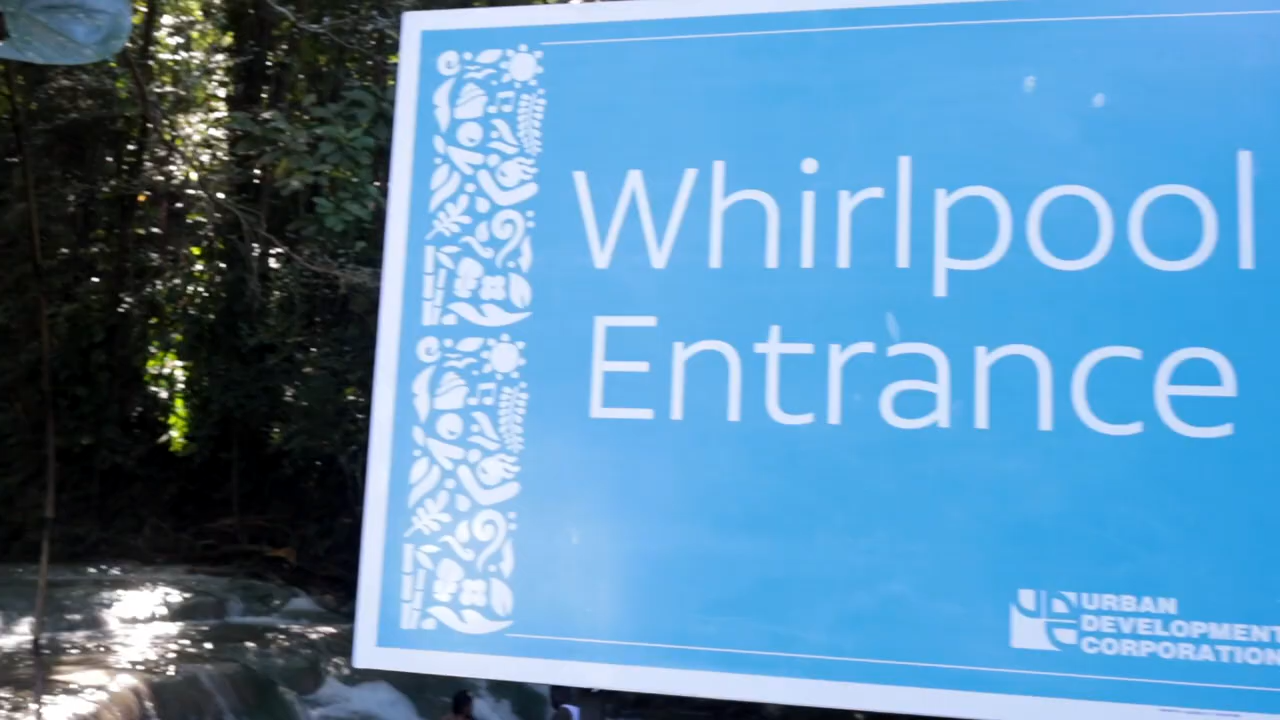 Whirlpool
Entrance
URBAN
DEVELOPMENT
CORPORATION